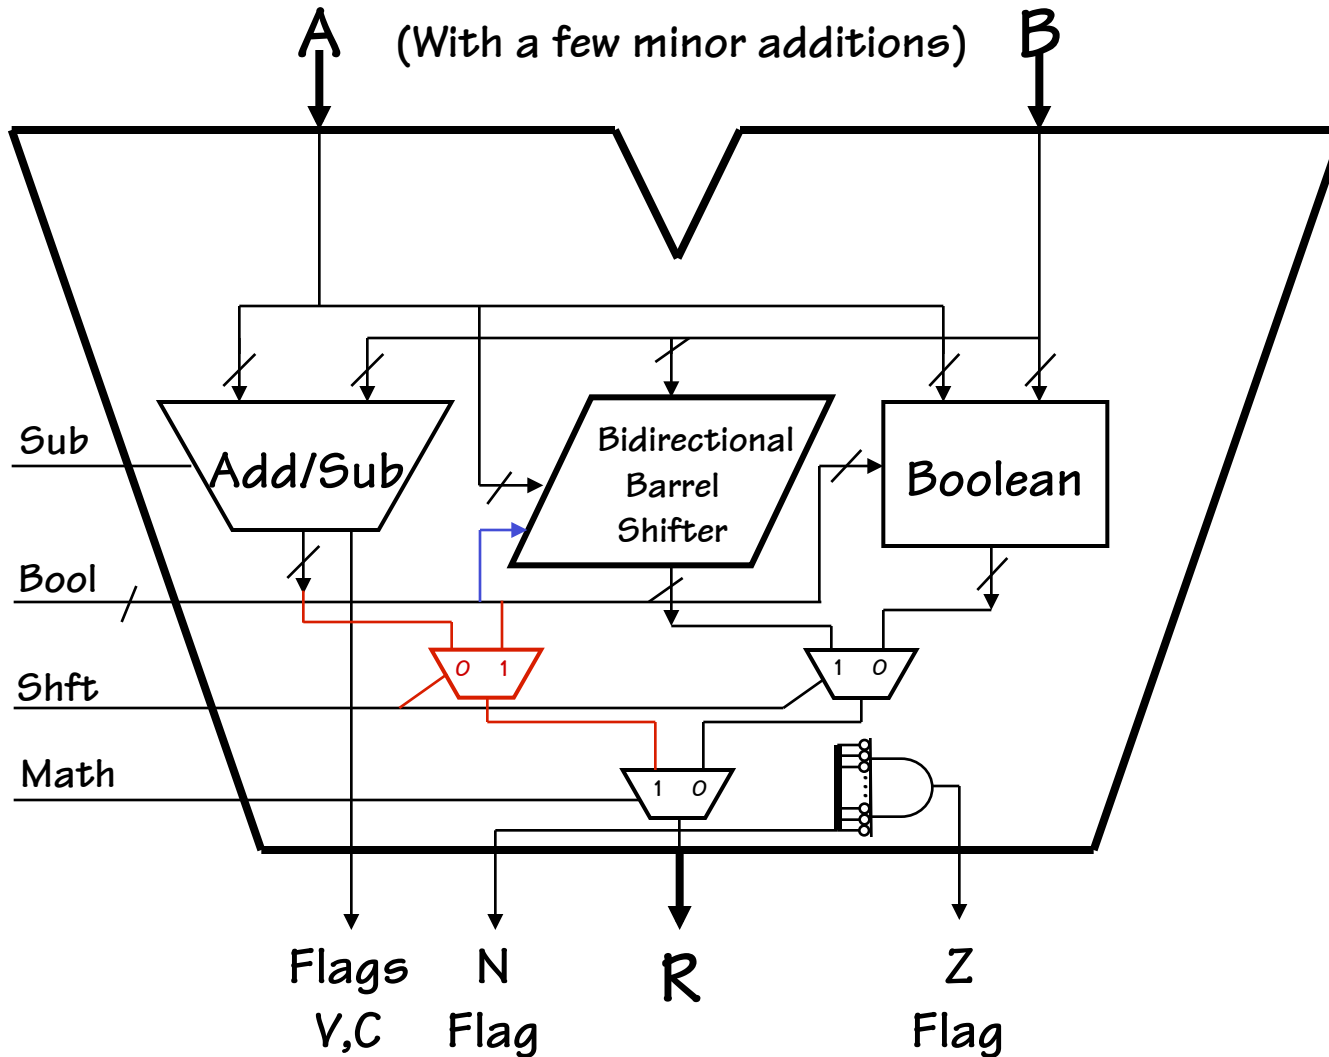 A (With a few minor additions) B
Sub
Add/Sub
Bidirectional
Barrel
Shifter
Boolean
Bool
0 1
1 0
Shft
Math
1 0
Flags
V,C
N
Flag
R
Z
Flag